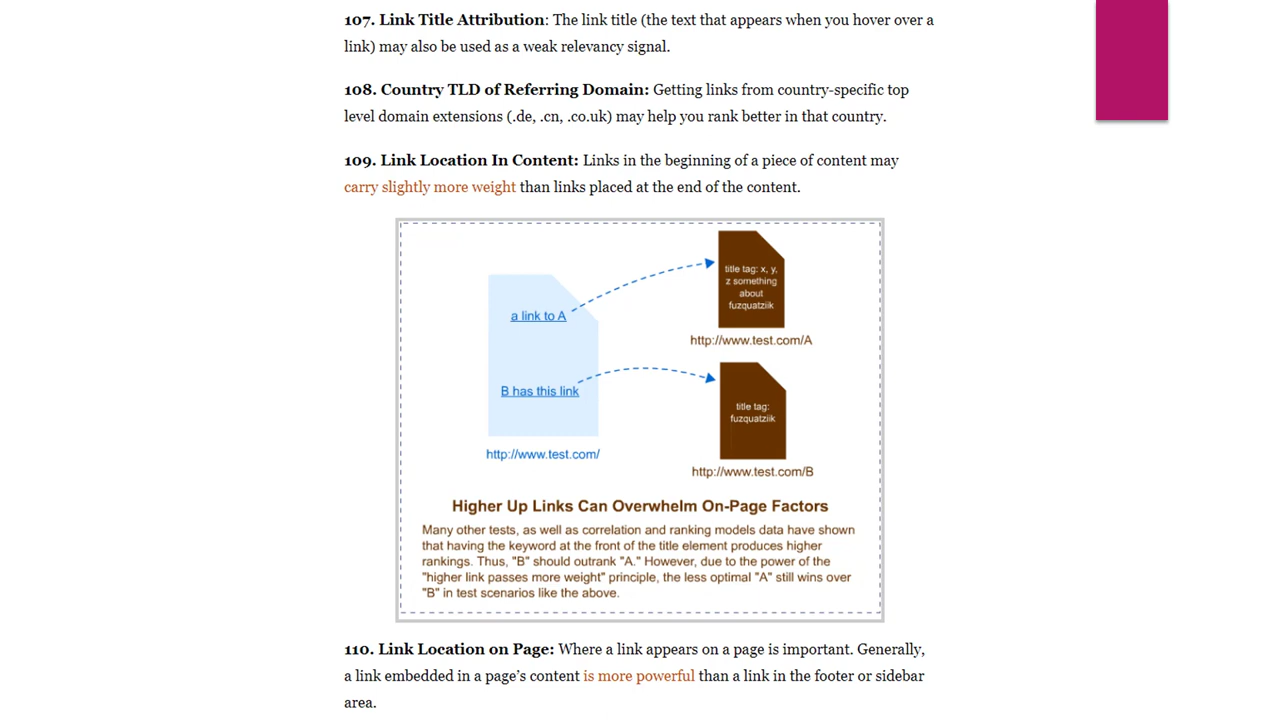 107. Link Title Attribution: The link title (the text that appears when you hover over a
link) may also be used as a weak relevancy signal.
108. Country TLD of Referring Domain: Getting links from country-specific top
level domain extensions (.de, .cn, .co.uk) may help you rank better in that country.
109. Link Location In Content: Links in the beginning of a piece of content may
carry slightly more weight than links placed at the end of the content.
a link to A
B has this link
http://www.test.com/
title tag: x, y,
z something
about
fuzquatziik
http://www.test.com/A
title tag:
fuzquatziik
http://www.test.com/B
Higher Up Links Can Overwhelm On-Page Factors
Many other tests, as well as correlation and ranking models data have shown
that having the keyword at the front of the title element produces higher
rankings. Thus, "B" should outrank "A." However, due to the power of the
"higher link passes more weight" principle, the less optimal "A" still wins over
"B" in test scenarios like the above.
110. Link Location on Page: Where a link appears on a page is important. Generally,
a link embedded in a page’s content is more powerful than a link in the footer or sidebar
area.